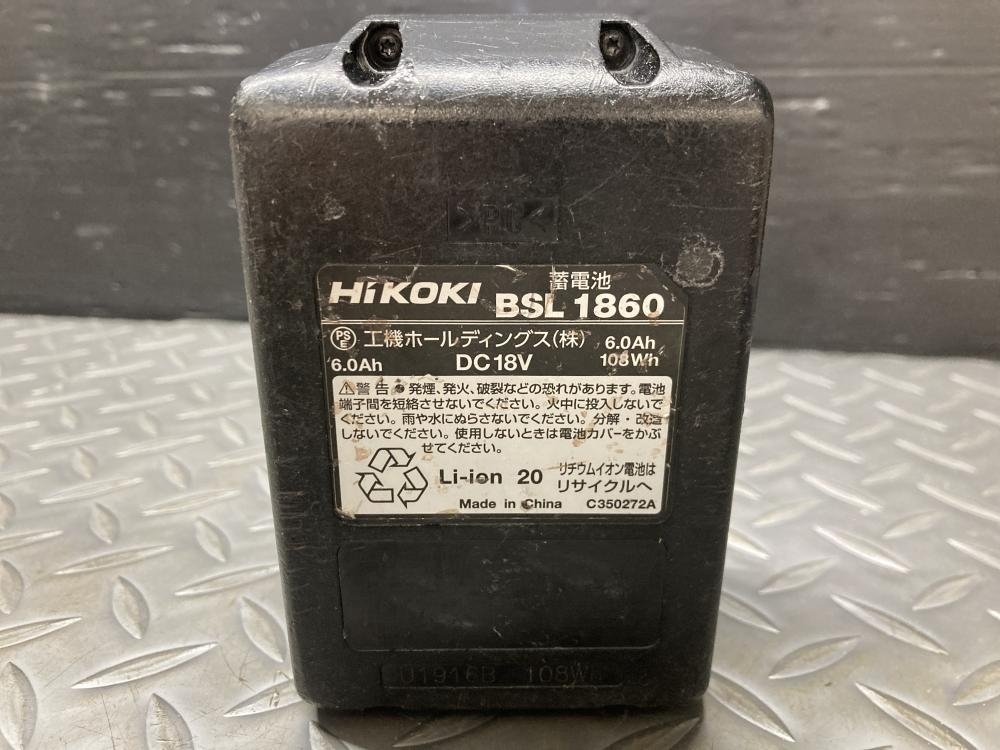 >PC<
HiKOKI
蓄電池
BSL 1860
PS
E
工機ホールディングス(株)
6.0Ah
6.0Ah
DC18V
108Wh
⚠警告 ●発煙、発火、破裂などの恐れがあります。電池
端子間を短絡させないでください。火中に投入しないで
ください。雨や水にぬらさないでください。分解・改造
しないでください。使用しないときは電池カバーをかぶ
せてください。
Li-ion 20
リチウムイオン電池は
リサイクルへ
Made in China
C350272A
U1916B 108Wh